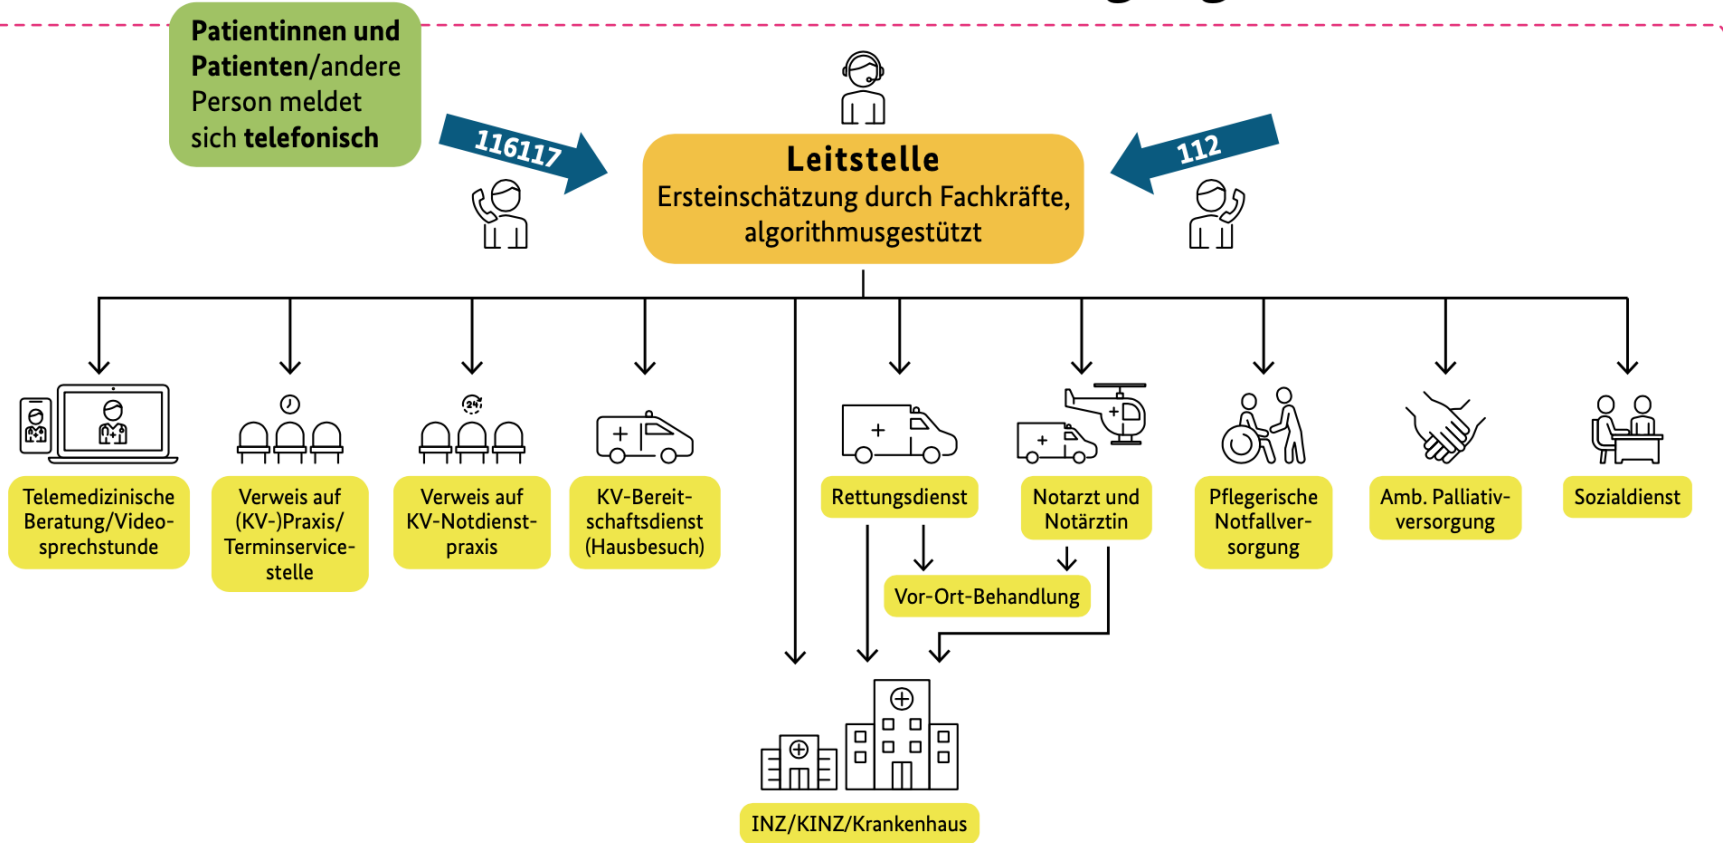 Patientinnen und
Patienten/andere
Person meldet
sich telefonisch
116117
112
Leitstelle
Ersteinschätzung durch Fachkräfte,
algorithmusgestützt
24
Telemedizinische
Beratung/Video-
sprechstunde
Verweis auf
(KV-)Praxis/
Terminservice-
stelle
Verweis auf
KV-Notdienst-
praxis
KV-Bereit-
schaftsdienst
(Hausbesuch)
Rettungsdienst
Notarzt und
Notärztin
Pflegerische
Notfallver-
sorgung
Amb. Palliativ-
versorgung
Sozialdienst
Vor-Ort-Behandlung
INZ/KINZ/Krankenhaus